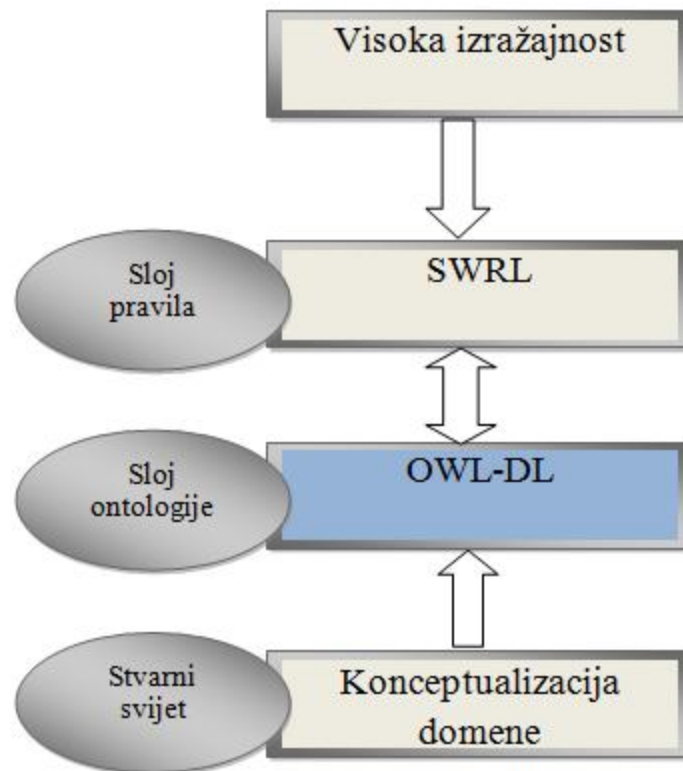 Visoka izražajnost
Sloj
pravila
SWRL
Sloj
ontologije
OWL-DL
Stvarni
svijet
Konceptualizacija
domene